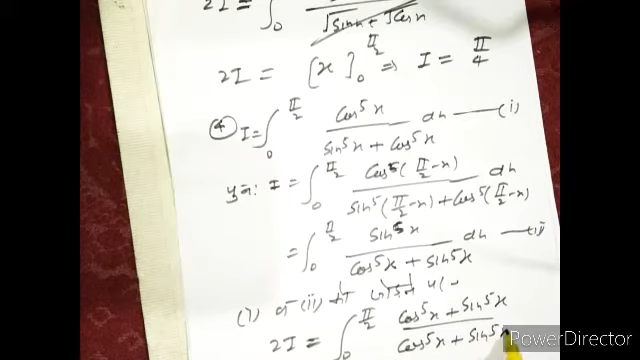 2I = ∫₀ / √sinx + √cosx
2I = [x]₀^π/2 ⇒ I = π/4
④ I = ∫₀^π/2 cos⁵x / sin⁵x + cos⁵x dx —(i)
पुनः I = ∫₀^π/2 cos⁵(π/2-x) / sin⁵(π/2-x) + cos⁵(π/2-x) dx
= ∫₀^π/2 sin⁵x / cos⁵x + sin⁵x dx —(ii)
(i) व (ii) को जोड़ने पर
2I = ∫₀^π/2 cos⁵x + sin⁵x / cos⁵x + sin⁵x
PowerDirector